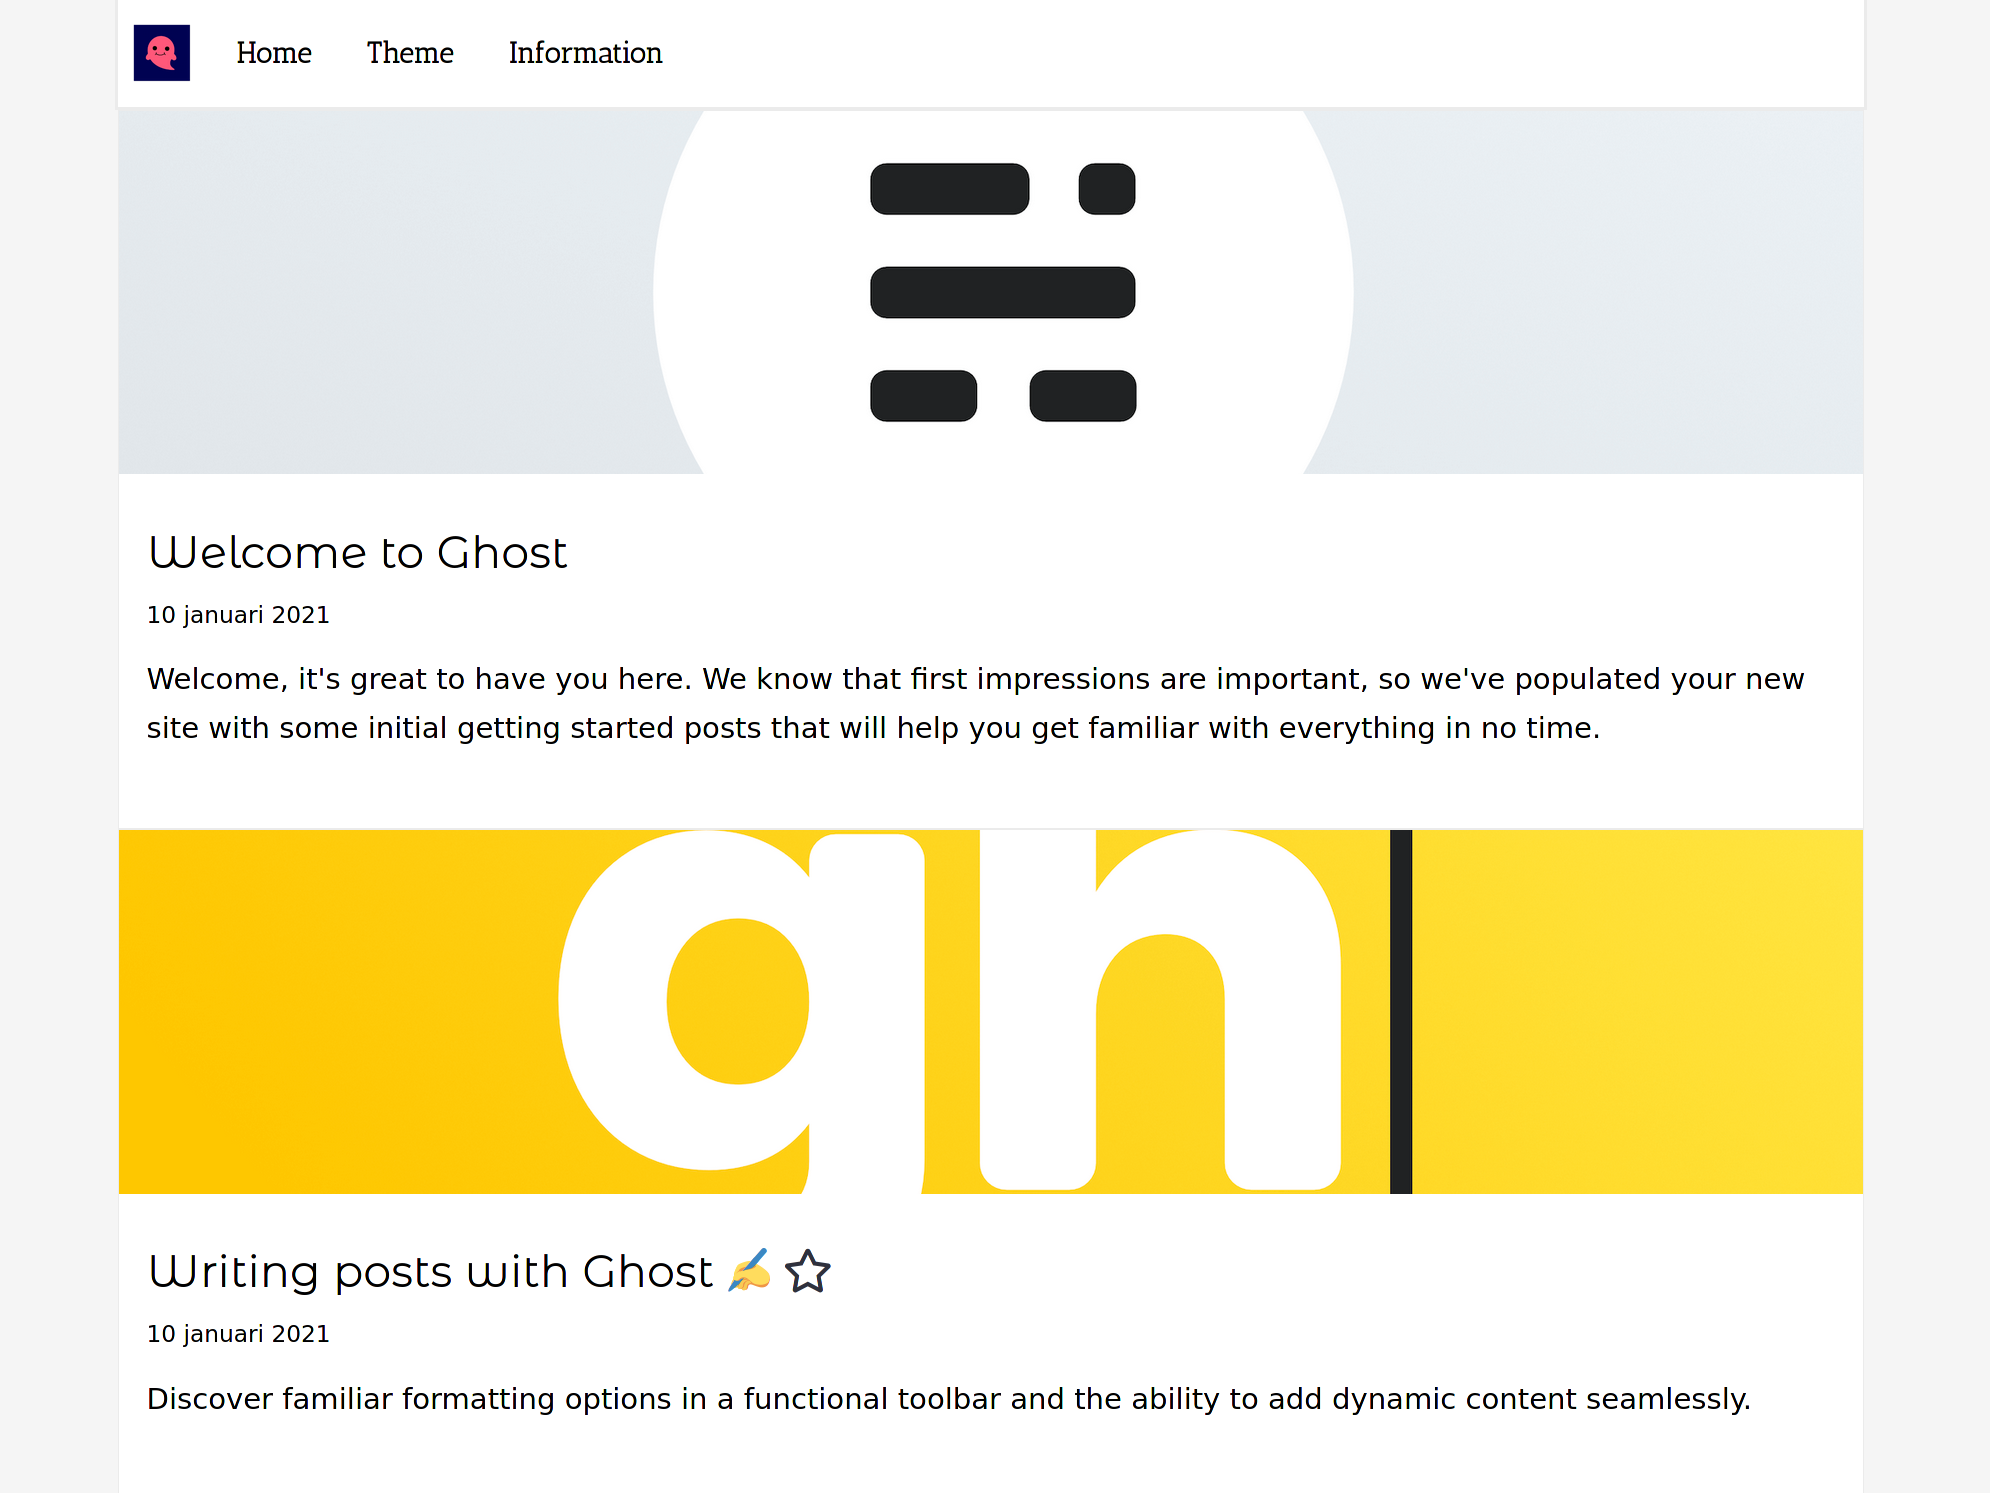 Home Theme Information
Welcome to Ghost
10 januari 2021
Welcome, it's great to have you here. We know that first impressions are important, so we've populated your new
site with some initial getting started posts that will help you get familiar with everything in no time.
gh
Writing posts with Ghost ✍️ ☆
10 januari 2021
Discover familiar formatting options in a functional toolbar and the ability to add dynamic content seamlessly.